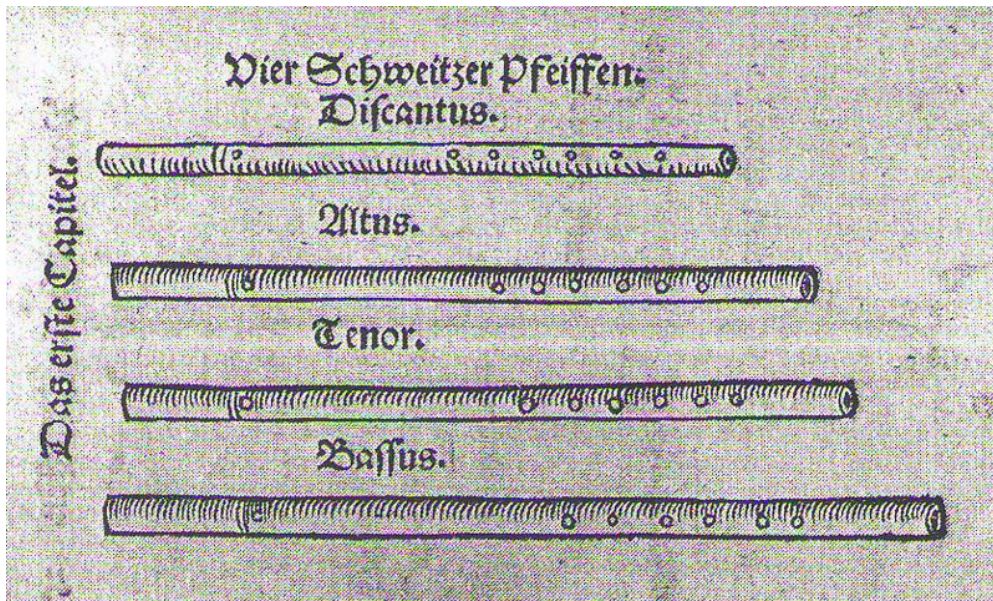 Vier Schweitzer Pfeiffen.
Diſcantus.
Altus.
Tenor.
Baſſus.
Das erſte Capitel.